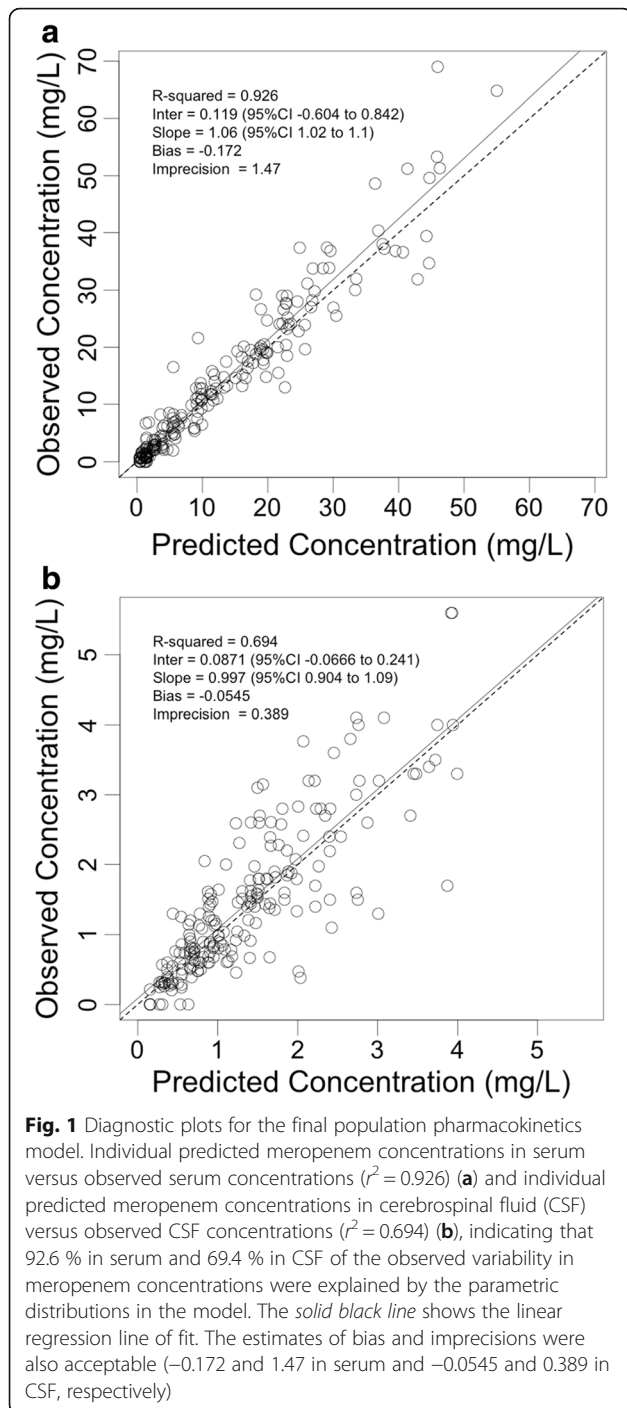 a
Observed Concentration (mg/L)
70
60
50
40
30
20
10
0
R-squared = 0.926
Inter = 0.119 (95%CI -0.604 to 0.842)
Slope = 1.06 (95%CI 1.02 to 1.1)
Bias = -0.172
Imprecision = 1.47
0 10 20 30 40 50 60 70
Predicted Concentration (mg/L)
b
Observed Concentration (mg/L)
5
4
3
2
1
0
R-squared = 0.694
Inter = 0.0871 (95%CI -0.0666 to 0.241)
Slope = 0.997 (95%CI 0.904 to 1.09)
Bias = -0.0545
Imprecision = 0.389
0 1 2 3 4 5
Predicted Concentration (mg/L)
Fig. 1 Diagnostic plots for the final population pharmacokinetics
model. Individual predicted meropenem concentrations in serum
versus observed serum concentrations (r² = 0.926) (a) and individual
predicted meropenem concentrations in cerebrospinal fluid (CSF)
versus observed CSF concentrations (r² = 0.694) (b), indicating that
92.6 % in serum and 69.4 % in CSF of the observed variability in
meropenem concentrations were explained by the parametric
distributions in the model. The solid black line shows the linear
regression line of fit. The estimates of bias and imprecisions were
also acceptable (−0.172 and 1.47 in serum and −0.0545 and 0.389 in
CSF, respectively)